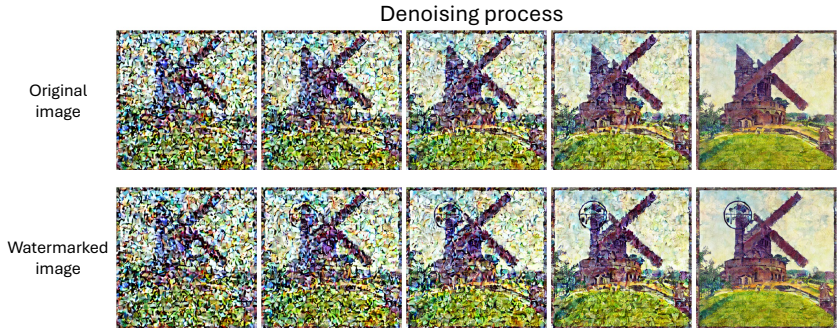 Denoising process
Original
image
Watermarked
image